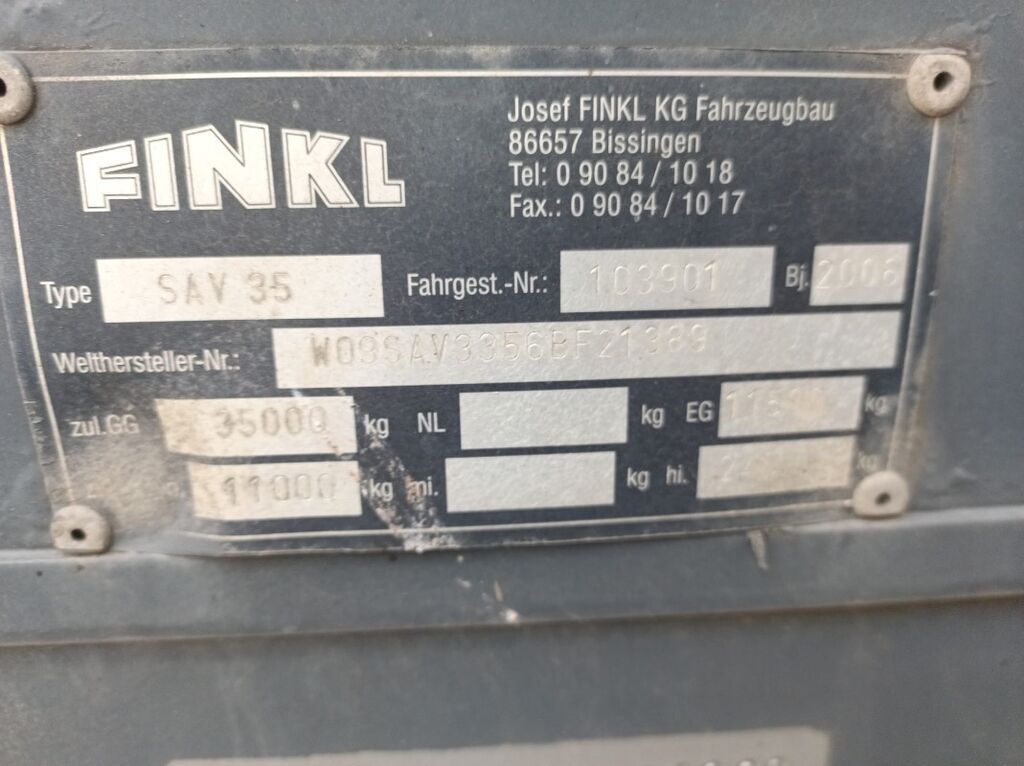 FINKL
Josef FINKL KG Fahrzeugbau
86657 Bissingen
Tel: 0 90 84 / 10 18
Fax.: 0 90 84 / 10 17
Type SAV 35 Fahrgest.-Nr.: 103901 Bj. 2006
Welthersteller-Nr.: W09SAV3356BF21389
zul.GG 35000 kg NL kg EG kg
11000 kg mi. kg hi. kg